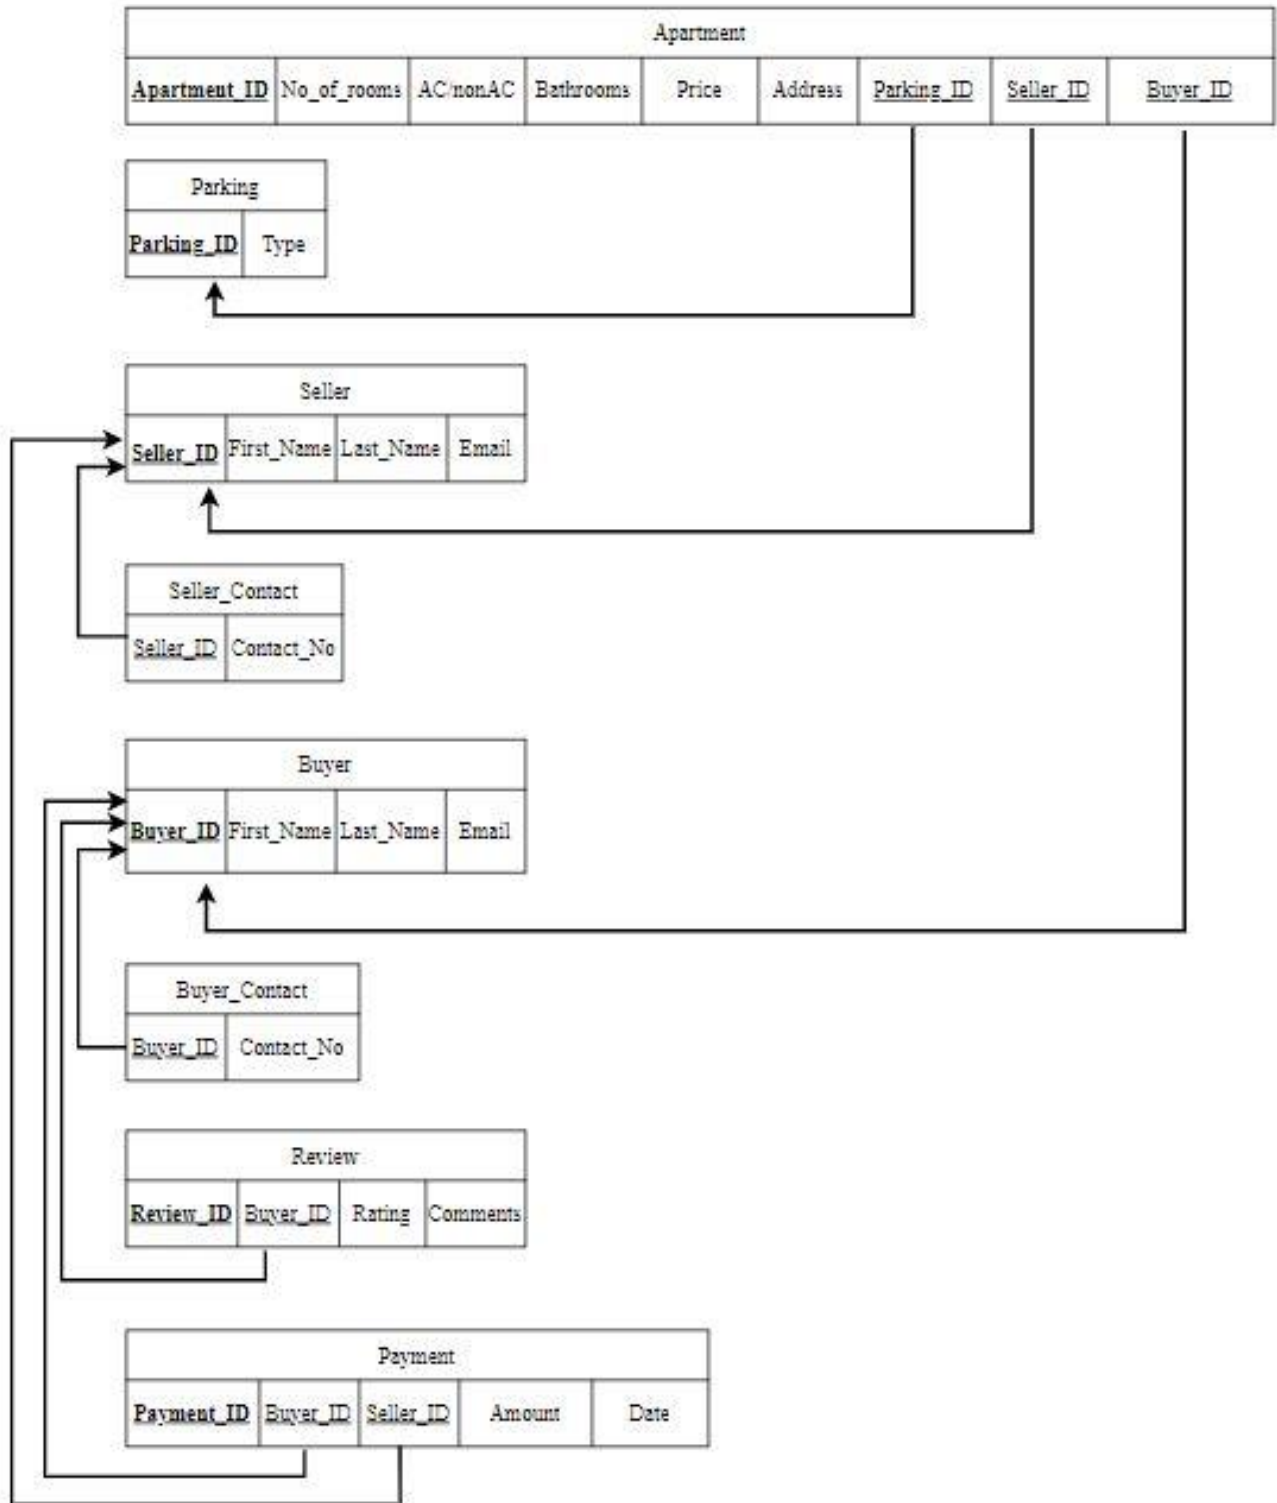 Apartment
Apartment_ID No_of_rooms AC/nonAC Bathrooms Price Address Parking_ID Seller_ID Buyer_ID
Parking
Parking_ID Type
Seller
Seller_ID First_Name Last_Name Email
Seller_Contact
Seller_ID Contact_No
Buyer
Buyer_ID First_Name Last_Name Email
Buyer_Contact
Buyer_ID Contact_No
Review
Review_ID Buyer_ID Rating Comments
Payment
Payment_ID Buyer_ID Seller_ID Amount Date